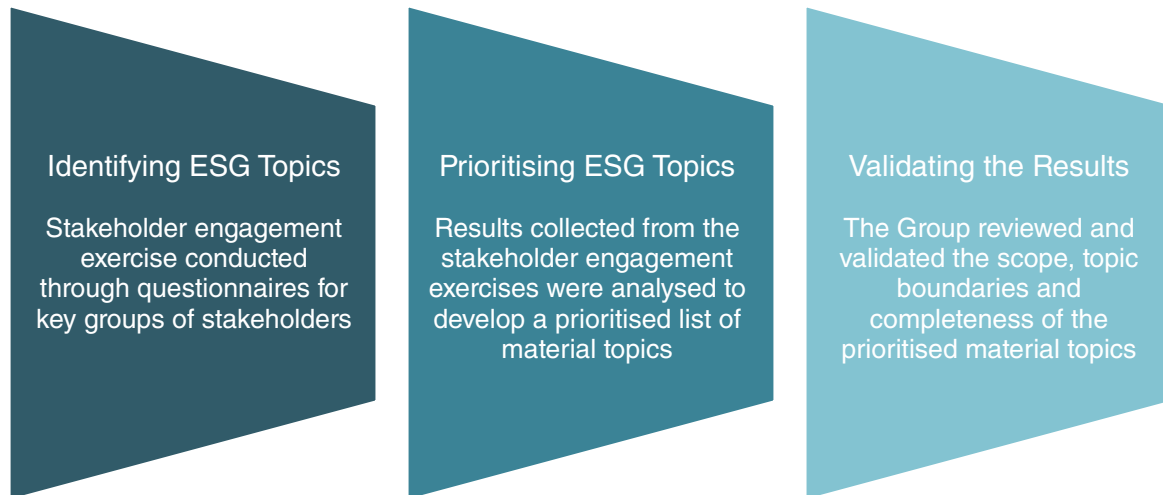 Identifying ESG Topics
Stakeholder engagement
exercise conducted
through questionnaires for
key groups of stakeholders
Prioritising ESG Topics
Results collected from the
stakeholder engagement
exercises were analysed to
develop a prioritised list of
material topics
Validating the Results
The Group reviewed and
validated the scope, topic
boundaries and
completeness of the
prioritised material topics